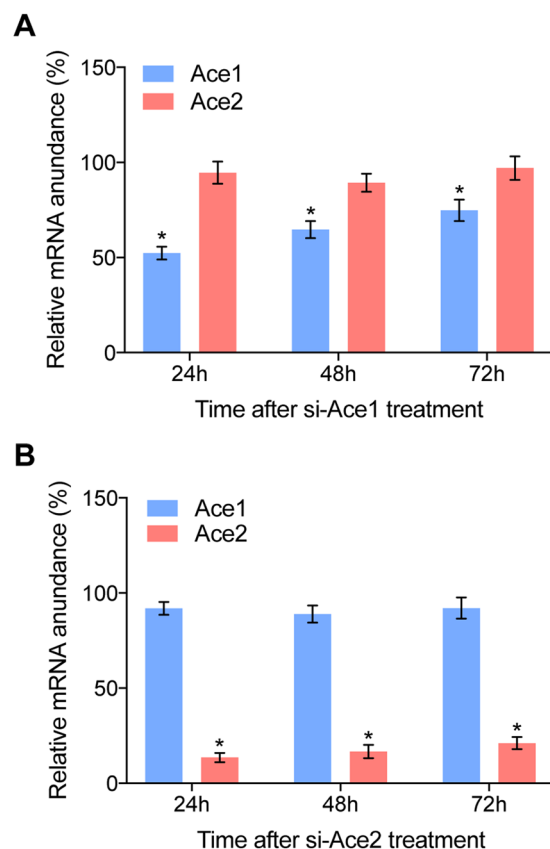 A
Relative mRNA anundance (%)
150
100
50
0
Ace1
Ace2
*
*
*
24h
48h
72h
Time after si-Ace1 treatment
B
Relative mRNA anundance (%)
150
100
50
0
Ace1
Ace2
*
*
*
24h
48h
72h
Time after si-Ace2 treatment